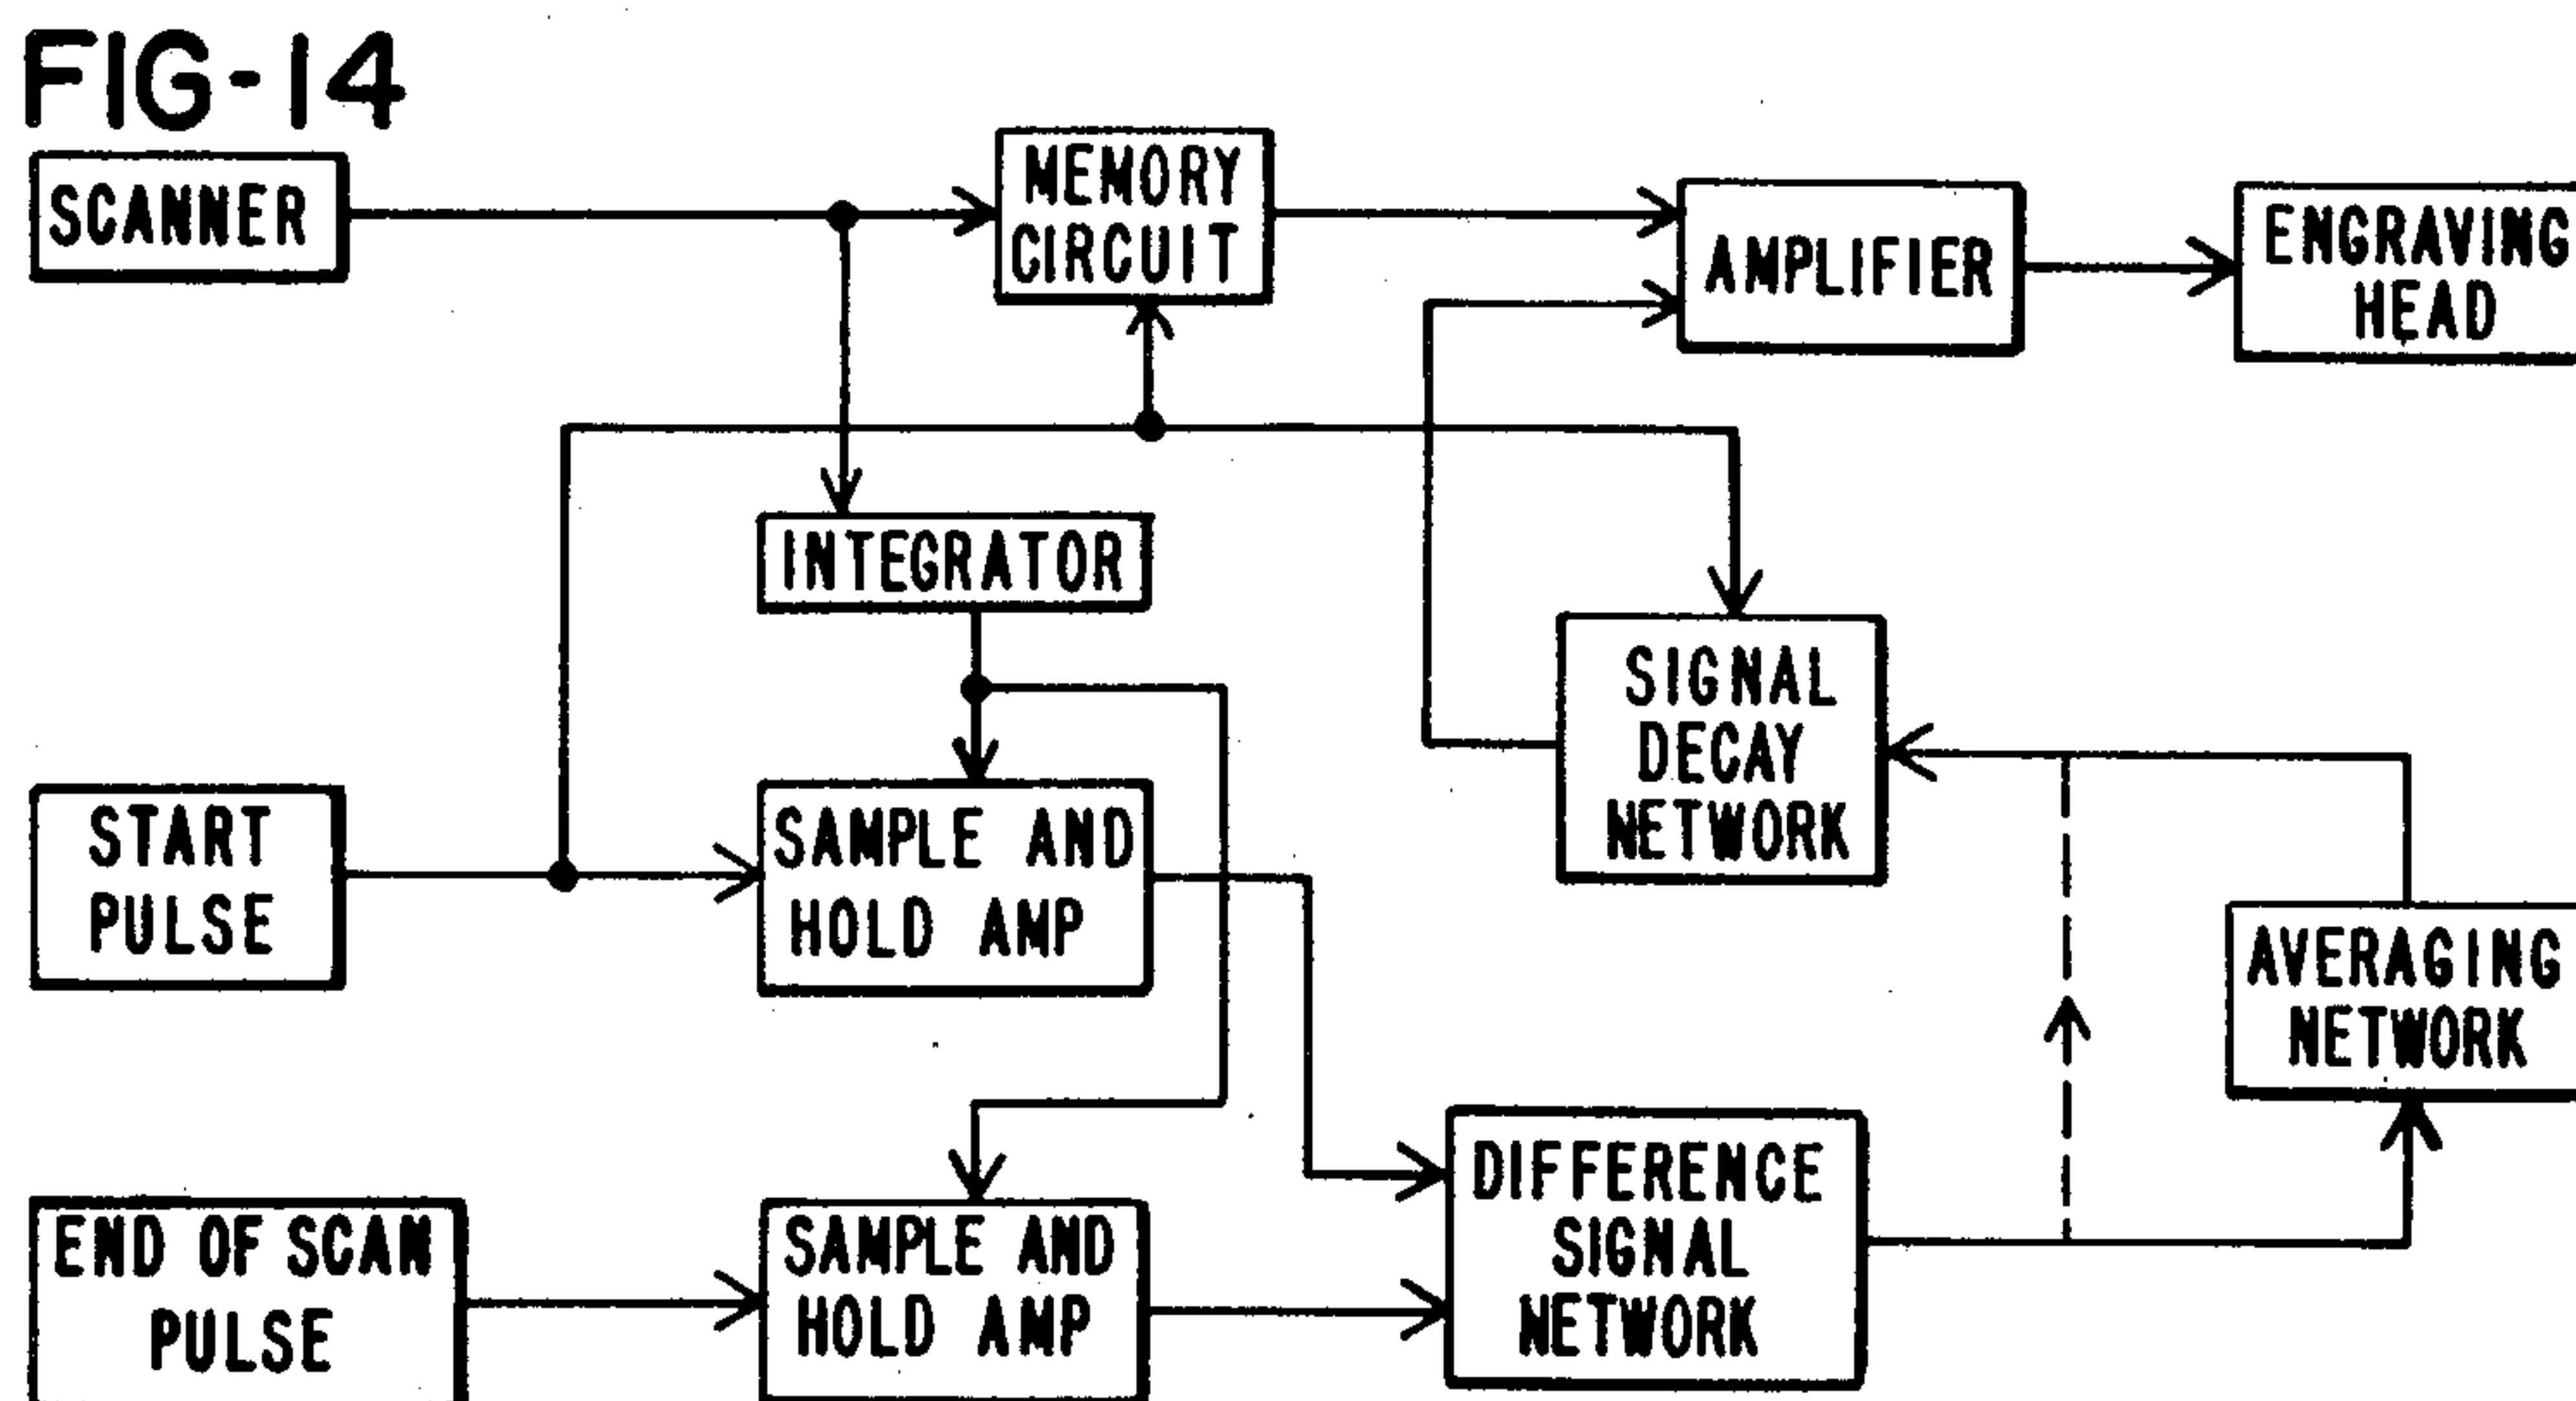 FIG-14
SCANNER
MEMORY
CIRCUIT
AMPLIFIER
ENGRAVING
HEAD
INTEGRATOR
SIGNAL
DECAY
NETWORK
START
PULSE
SAMPLE AND
HOLD AMP
AVERAGING
NETWORK
END OF SCAN
PULSE
SAMPLE AND
HOLD AMP
DIFFERENCE
SIGNAL
NETWORK